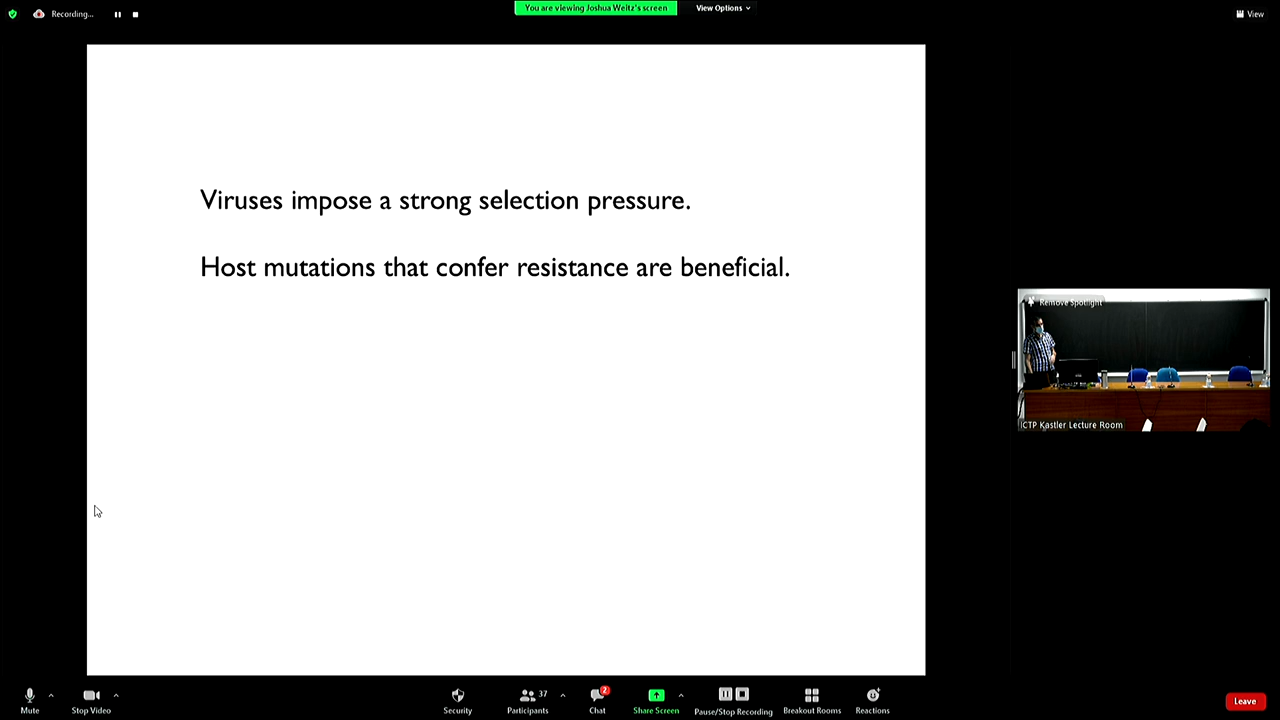 Recording...
You are viewing Joshua Weitz's screen
View Options
View
Viruses impose a strong selection pressure.
Host mutations that confer resistance are beneficial.
Remove Spotlight
ICTP Kastler Lecture Room
Mute
Stop Video
Security
Participants
37
Chat
2
Share Screen
Pause/Stop Recording
Breakout Rooms
Reactions
Leave